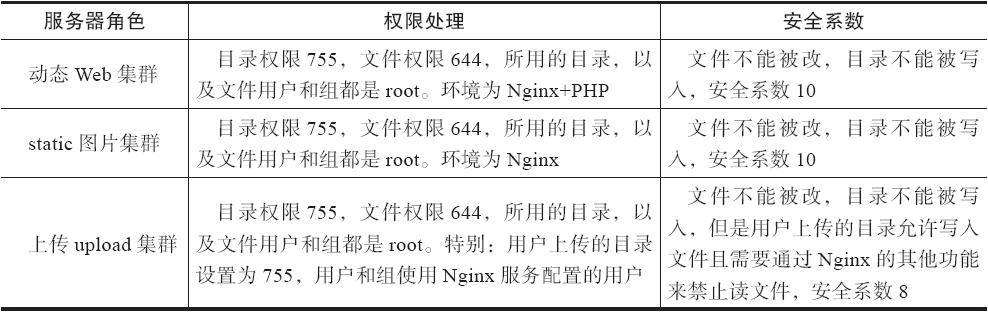 服务器角色 权限处理 安全系数
动态 Web 集群
目录权限 755，文件权限 644，所用的目录，以
及文件用户和组都是 root。环境为 Nginx+PHP
文件不能被改，目录不能被写
入，安全系数 10
static 图片集群
目录权限 755，文件权限 644，所用的目录，以
及文件用户和组都是 root。环境为 Nginx
文件不能被改，目录不能被写
入，安全系数 10
上传 upload 集群
目录权限 755，文件权限 644，所用的目录，以
及文件用户和组都是 root。特别：用户上传的目录
设置为 755，用户和组使用 Nginx 服务配置的用户
文件不能被改，目录不能被写
入，但是用户上传的目录允许写入
文件且需要通过 Nginx 的其他功能
来禁止读文件，安全系数 8